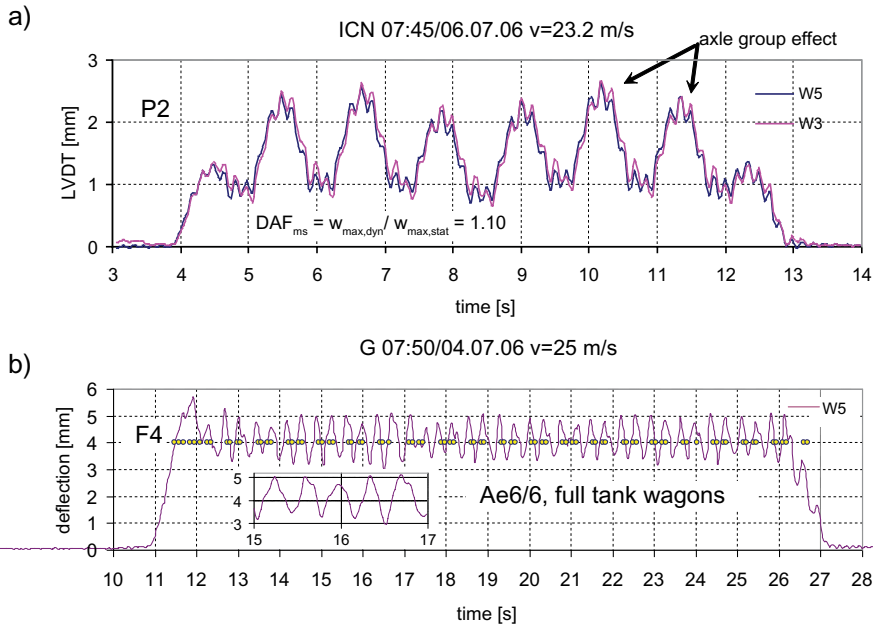 a)
ICN 07:45/06.07.06 v=23.2 m/s
axle group effect
P2
W5
W3
LVDT [mm]
3
2
1
0
DAFms = wmax,dyn/ wmax,stat = 1.10
3 4 5 6 7 8 9 10 11 12 13 14
time [s]
b)
G 07:50/04.07.06 v=25 m/s
F4
W5
deflection [mm]
6
5
4
3
2
1
0
5
4
3
15 16 17
Ae6/6, full tank wagons
10 11 12 13 14 15 16 17 18 19 20 21 22 23 24 25 26 27 28
time [s]